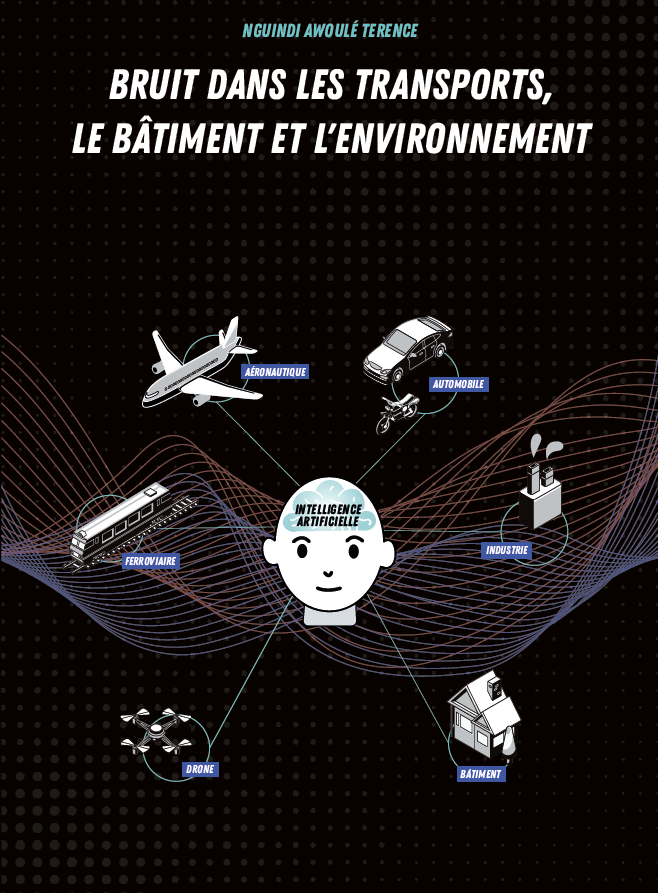 NGUINDI AWOULÉ TERENCE
BRUIT DANS LES TRANSPORTS,
LE BÂTIMENT ET L'ENVIRONNEMENT
AÉRONAUTIQUE
AUTOMOBILE
INTELLIGENCE
ARTIFICIELLE
INDUSTRIE
FERROVIAIRE
DRONE
BÂTIMENT